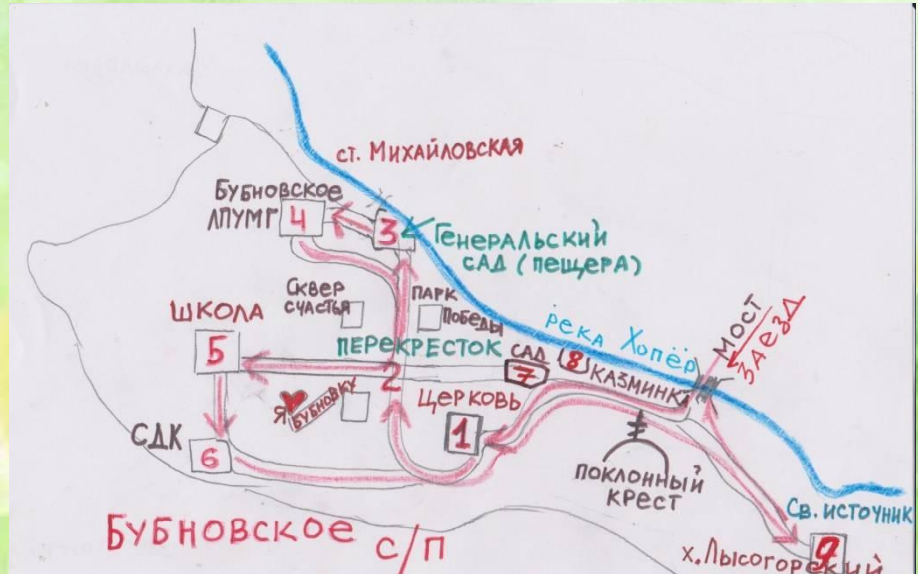 ст. МИХАЙЛОВСКАЯ
БУБНОВСКОЕ
ЛПУМГ
4
3
ГЕНЕРАЛЬСКИЙ
САД (ПЕЩЕРА)
СКВЕР
СЧАСТЬЯ
ПАРК
ПОБЕДЫ
ШКОЛА
5
ПЕРЕКРЕСТОК
2
САД
7
8
КАЗМИНКА
РЕКА ХОПЁР
МОСТ
ЗАЕЗД
Я БУБНОВКУ
ЦЕРКОВЬ
1
СДК
6
ПОКЛОННЫЙ
КРЕСТ
СВ. ИСТОЧНИК
9
х. ЛЫСОГОРСКИЙ
БУБНОВСКОЕ С/П